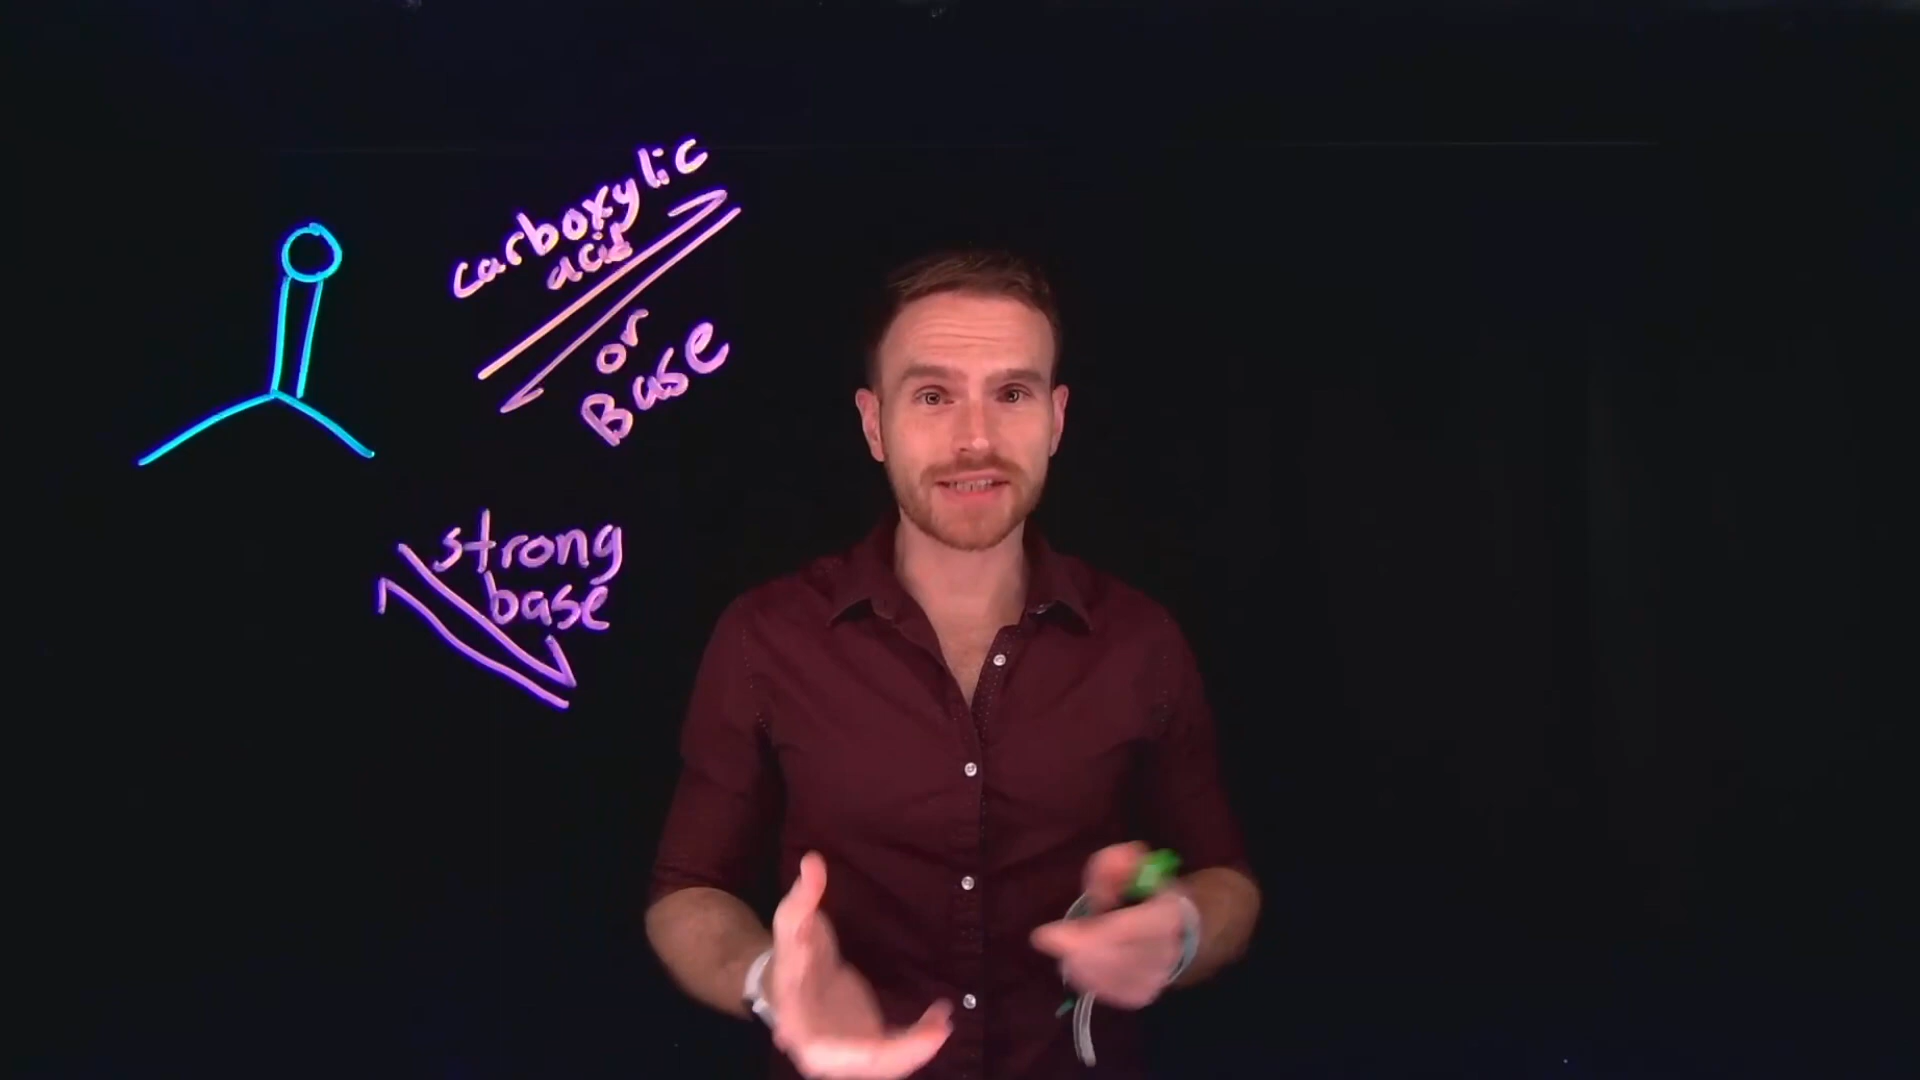 carboxylic
acid
or
Base
strong
base